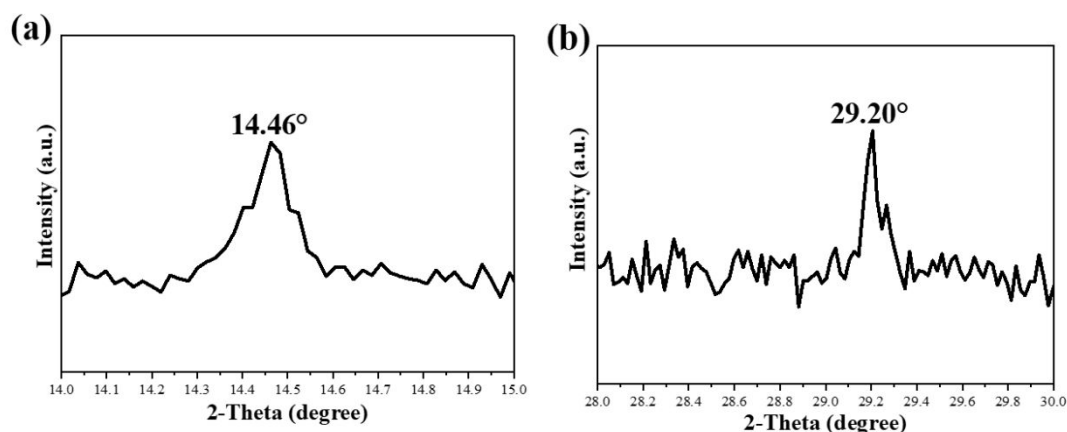 (a)
14.46°
Intensity (a.u.)
14.0 14.1 14.2 14.3 14.4 14.5 14.6 14.7 14.8 14.9 15.0
2-Theta (degree)
(b)
29.20°
Intensity (a.u.)
28.0 28.2 28.4 28.6 28.8 29.0 29.2 29.4 29.6 29.8 30.0
2-Theta (degree)